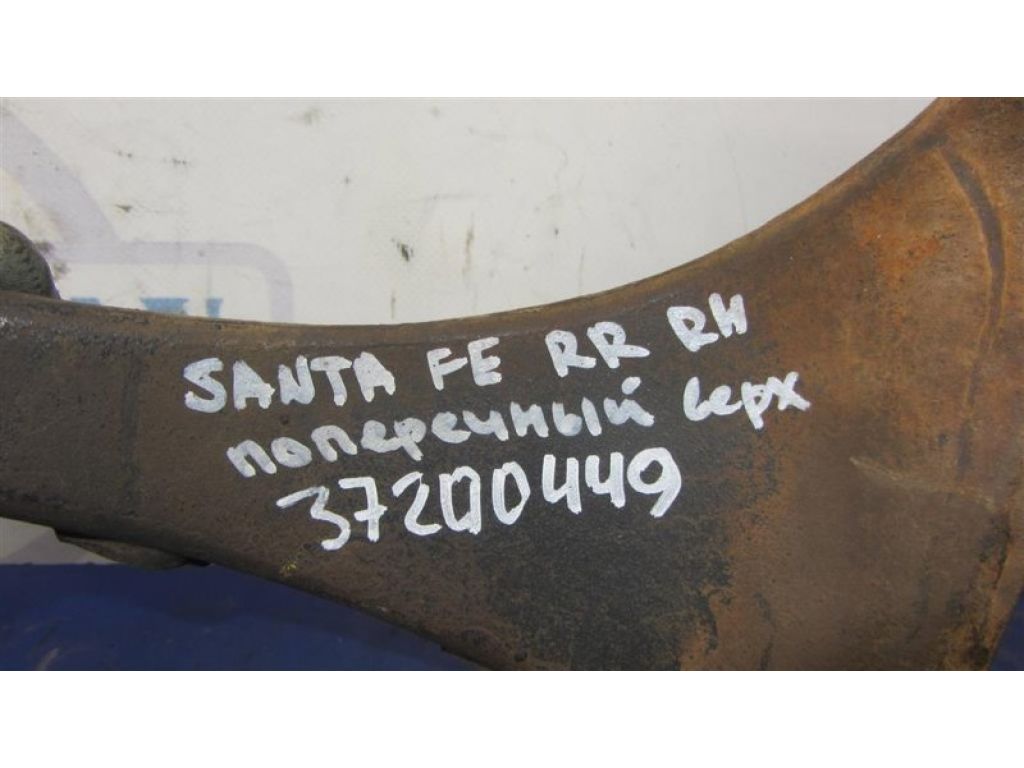 SANTA FE RR RH
поперечный верх
37200449